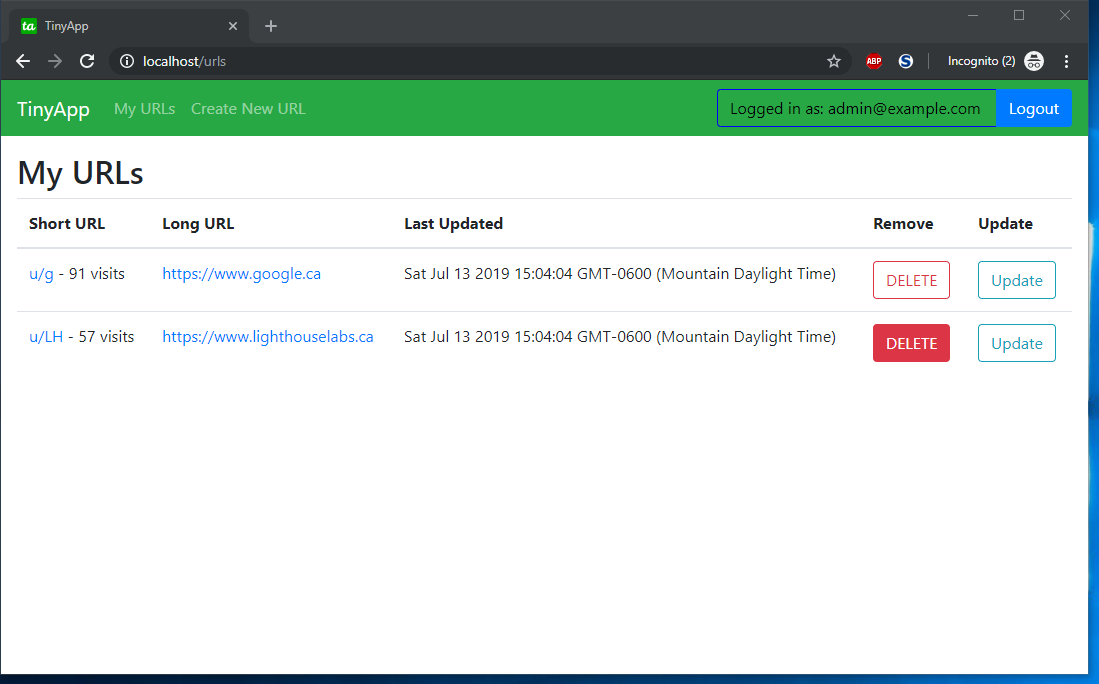 ta TinyApp
localhost/urls
ABP
S
Incognito (2)
TinyApp My URLs Create New URL Logged in as: admin@example.com Logout
My URLs
Short URL Long URL Last Updated Remove Update
u/g - 91 visits https://www.google.ca Sat Jul 13 2019 15:04:04 GMT-0600 (Mountain Daylight Time) DELETE Update
u/LH - 57 visits https://www.lighthouselabs.ca Sat Jul 13 2019 15:04:04 GMT-0600 (Mountain Daylight Time) DELETE Update